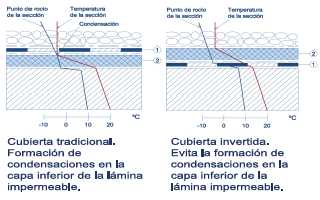 Punto de rocío
de la sección
Temperatura
de la sección
Condensación
1
2
°C
-10 0 10 20
Cubierta tradicional.
Formación de
condensaciones en la
capa inferior de la lámina
impermeable.
Punto de rocío
de la sección
Temperatura
de la sección
2
1
°C
-10 0 10 20
Cubierta invertida.
Evita la formación de
condensaciones en la
capa inferior de la
lámina impermeable.